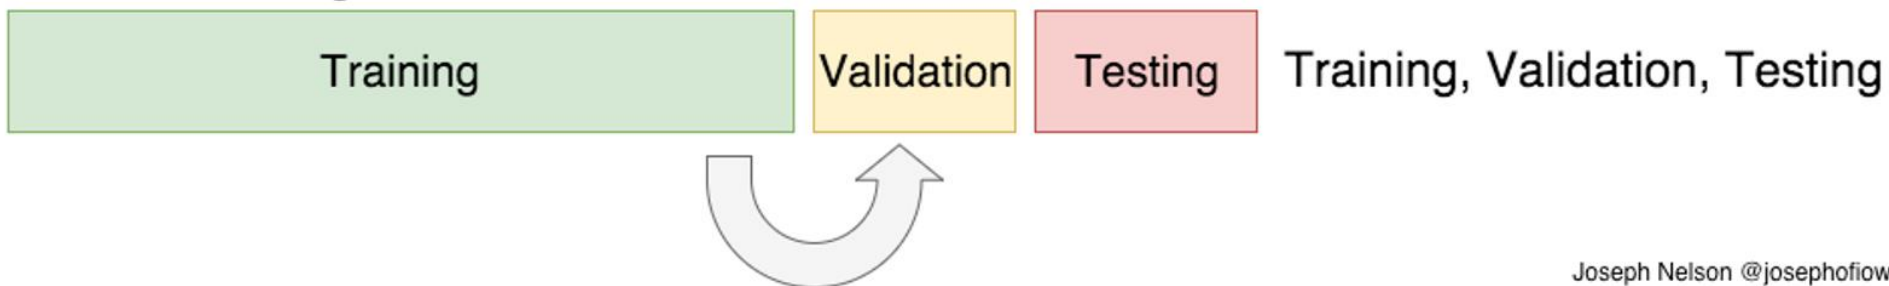 Training
Validation
Testing
Training, Validation, Testing
Joseph Nelson @josephofiow